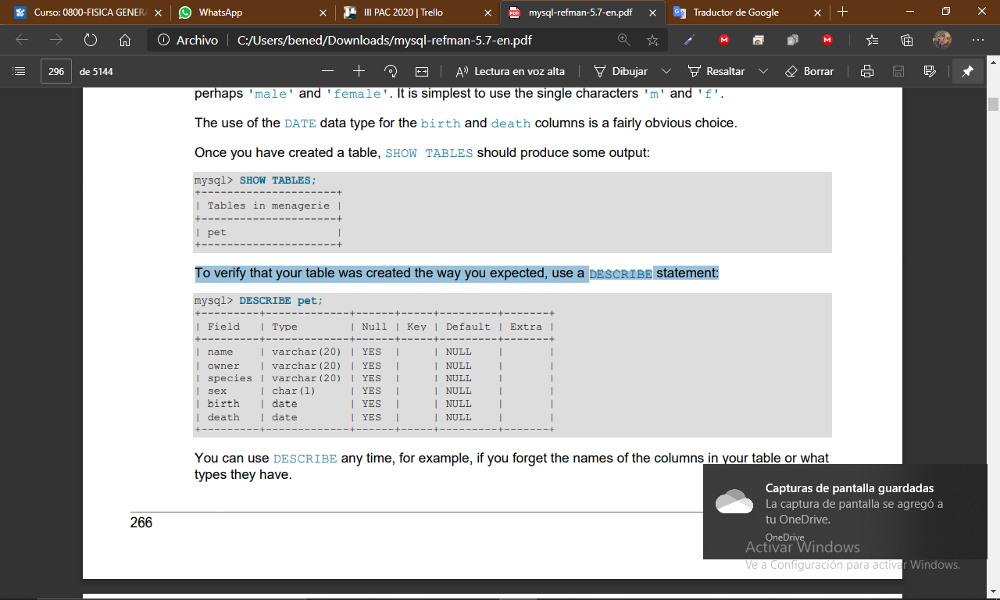 Curso: 0800-FISICA GENERA
WhatsApp
III PAC 2020 | Trello
mysql-refman-5.7-en.pdf
Traductor de Google
Archivo
C:/Users/bened/Downloads/mysql-refman-5.7-en.pdf
296 de 5144
Lectura en voz alta
Dibujar
Resaltar
Borrar
perhaps 'male' and 'female'. It is simplest to use the single characters 'm' and 'f'.
The use of the DATE data type for the birth and death columns is a fairly obvious choice.
Once you have created a table, SHOW TABLES should produce some output:
mysql> SHOW TABLES;
+---------------------+
| Tables in menagerie |
+---------------------+
| pet                 |
+---------------------+
To verify that your table was created the way you expected, use a DESCRIBE statement:
mysql> DESCRIBE pet;
+---------+-------------+------+-----+---------+-------+
| Field   | Type        | Null | Key | Default | Extra |
+---------+-------------+------+-----+---------+-------+
| name    | varchar(20) | YES  |     | NULL    |       |
| owner   | varchar(20) | YES  |     | NULL    |       |
| species | varchar(20) | YES  |     | NULL    |       |
| sex     | char(1)     | YES  |     | NULL    |       |
| birth   | date        | YES  |     | NULL    |       |
| death   | date        | YES  |     | NULL    |       |
+---------+-------------+------+-----+---------+-------+
You can use DESCRIBE any time, for example, if you forget the names of the columns in your table or what
types they have.
266
Capturas de pantalla guardadas
La captura de pantalla se agregó a
tu OneDrive.
OneDrive
Activar Windows
Ve a Configuración para activar Windows.